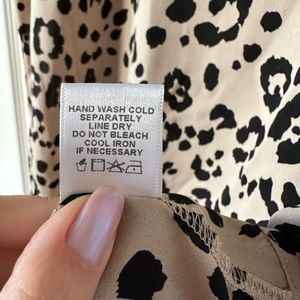 HAND WASH COLD
SEPARATELY
LINE DRY
DO NOT BLEACH
COOL IRON
IF NECESSARY